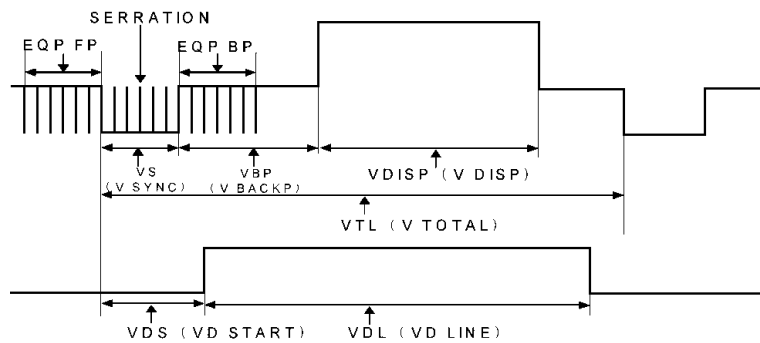 SERRATION
EQP FP
EQP BP
VS
(V SYNC)
VBP
(V BACKP)
VDISP (V DISP)
VTL (V TOTAL)
VDS (VD START)
VDL (VD LINE)